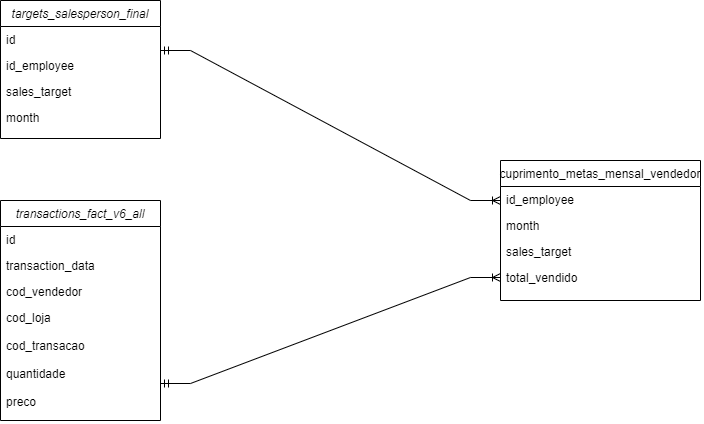 targets_salesperson_final
id
id_employee
sales_target
month
transactions_fact_v6_all
id
transaction_data
cod_vendedor
cod_loja
cod_transacao
quantidade
preco
cuprimento_metas_mensal_vendedor
id_employee
month
sales_target
total_vendido